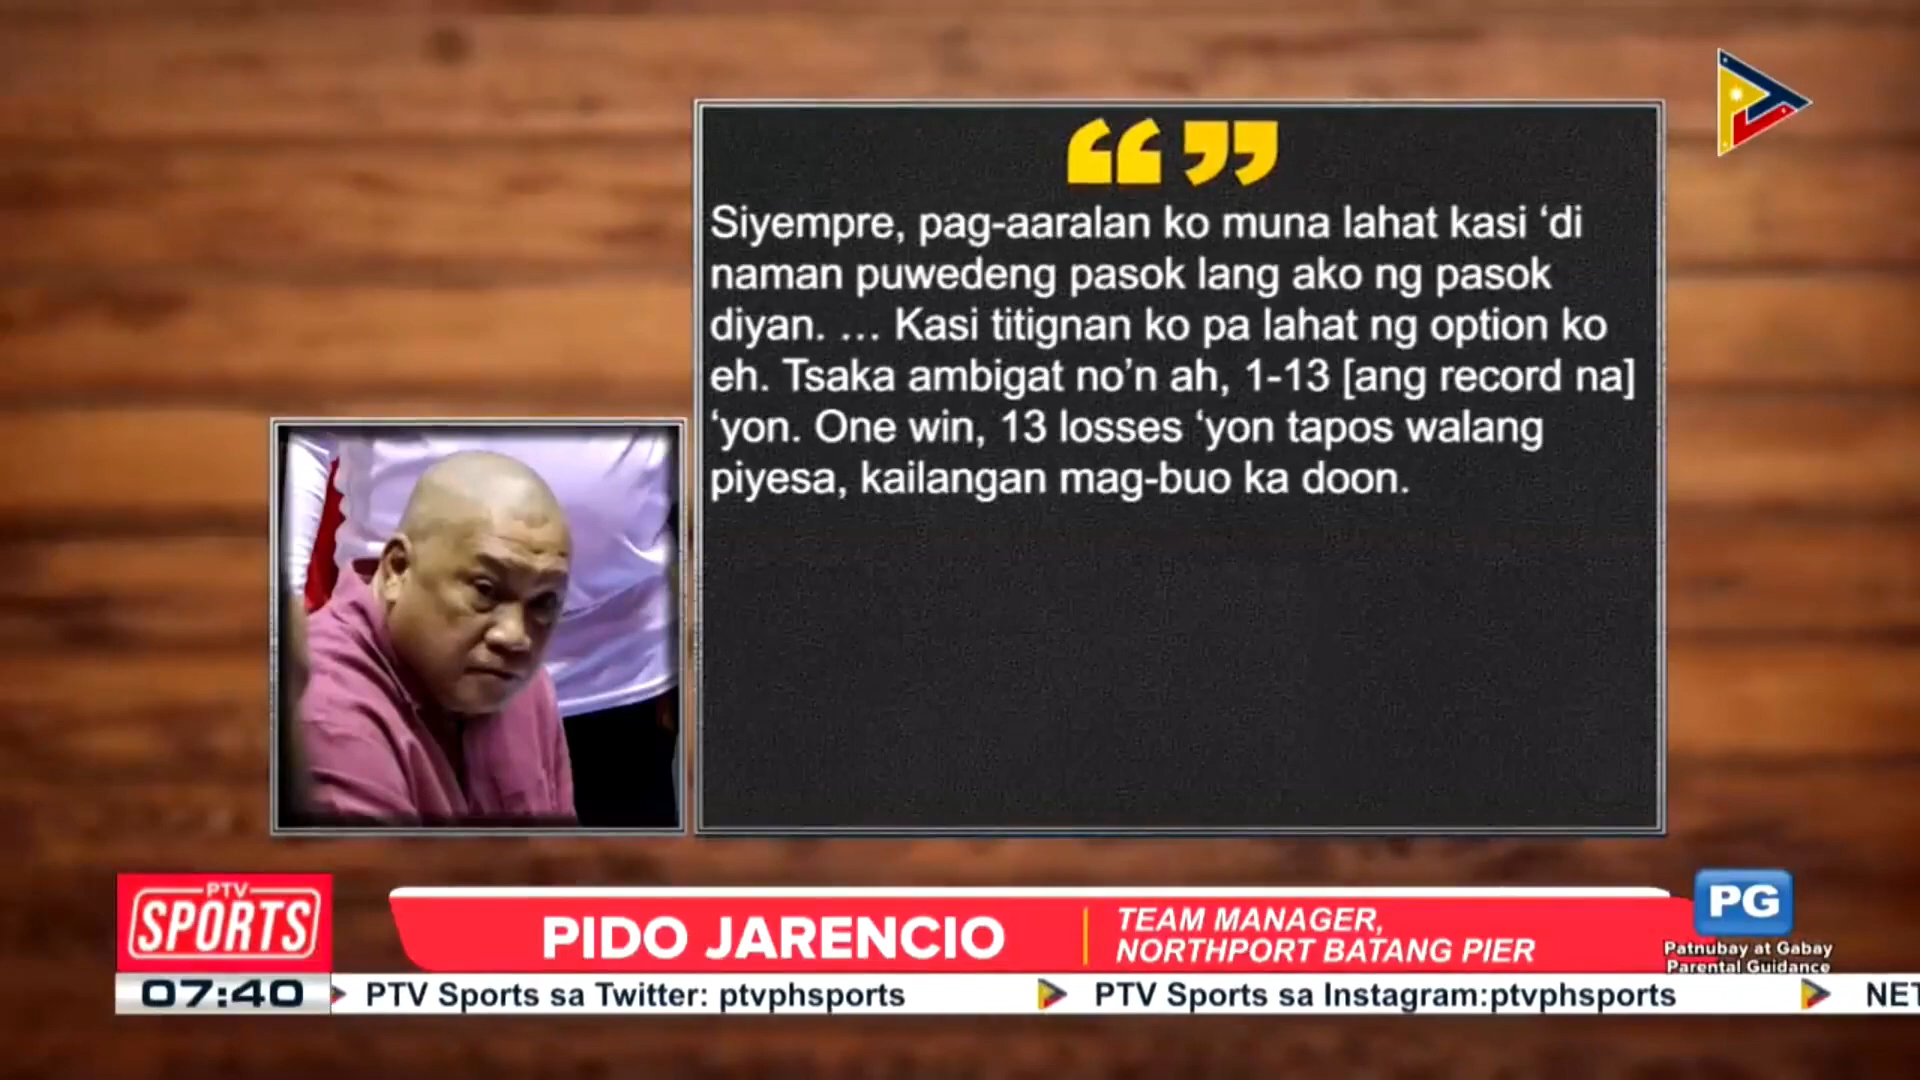 “ ”
Siyempre, pag-aaralan ko muna lahat kasi ‘di
naman puwedeng pasok lang ako ng pasok
diyan. … Kasi titignan ko pa lahat ng option ko
eh. Tsaka ambigat no’n ah, 1-13 [ang record na]
‘yon. One win, 13 losses ‘yon tapos walang
piyesa, kailangan mag-buo ka doon.
PTV
SPORTS
PIDO JARENCIO
TEAM MANAGER,
NORTHPORT BATANG PIER
PG
Patnubay at Gabay
Parental Guidance
07:40
PTV Sports sa Twitter: ptvphsports
PTV Sports sa Instagram:ptvphsports
NET